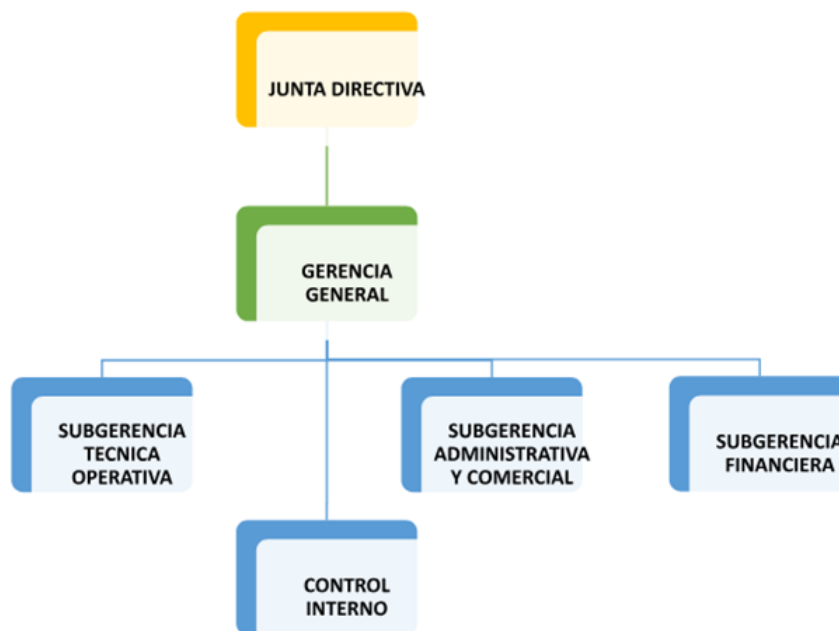 JUNTA DIRECTIVA
GERENCIA
GENERAL
SUBGERENCIA
TECNICA
OPERATIVA
SUBGERENCIA
ADMINISTRATIVA
Y COMERCIAL
SUBGERENCIA
FINANCIERA
CONTROL
INTERNO